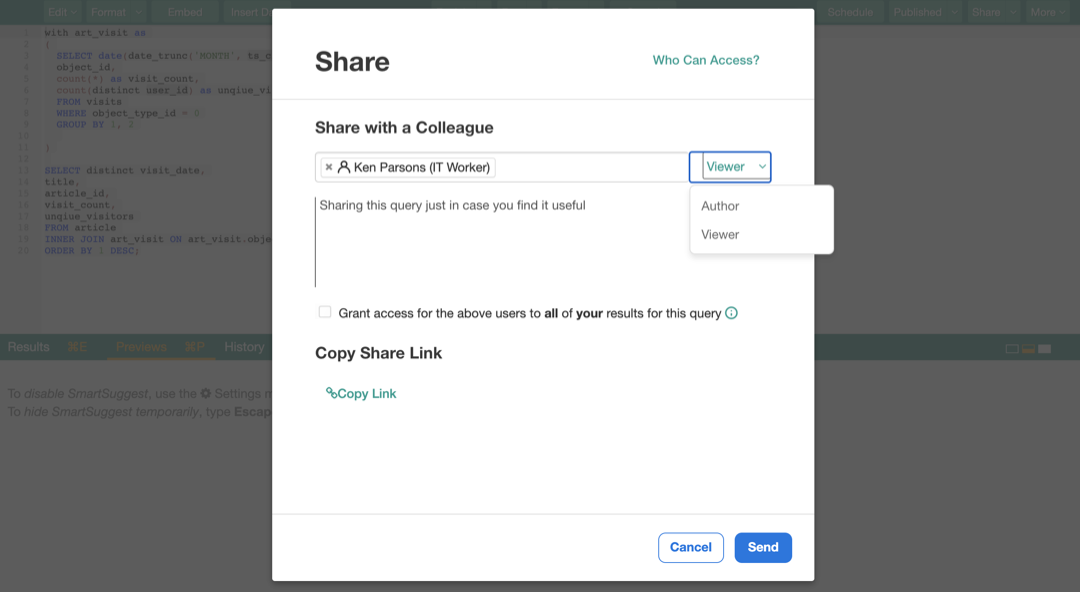 Edit
Format
Embed
Insert D
Schedule
Published
Share
More
1 with art_visit as
2 (
3 SELECT date(date_trunc('MONTH', ts_c
4 object_id,
5 count(*) as visit_count,
6 count(distinct user_id) as unqiue_vi
7 FROM visits
8 WHERE object_type_id = 0
9 GROUP BY 1, 2
10
11 )
12
13 SELECT distinct visit_date,
14 title,
15 article_id,
16 visit_count,
17 unqiue_visitors
18 FROM article
19 INNER JOIN art_visit ON art_visit.obje
20 ORDER BY 1 DESC;
Results ⌘E
Previews ⌘P
History
To disable SmartSuggest, use the Settings m
To hide SmartSuggest temporarily, type Escap
Share
Who Can Access?
Share with a Colleague
× Ken Parsons (IT Worker)
Viewer
Author
Viewer
Sharing this query just in case you find it useful
Grant access for the above users to all of your results for this query
Copy Share Link
Copy Link
Cancel
Send